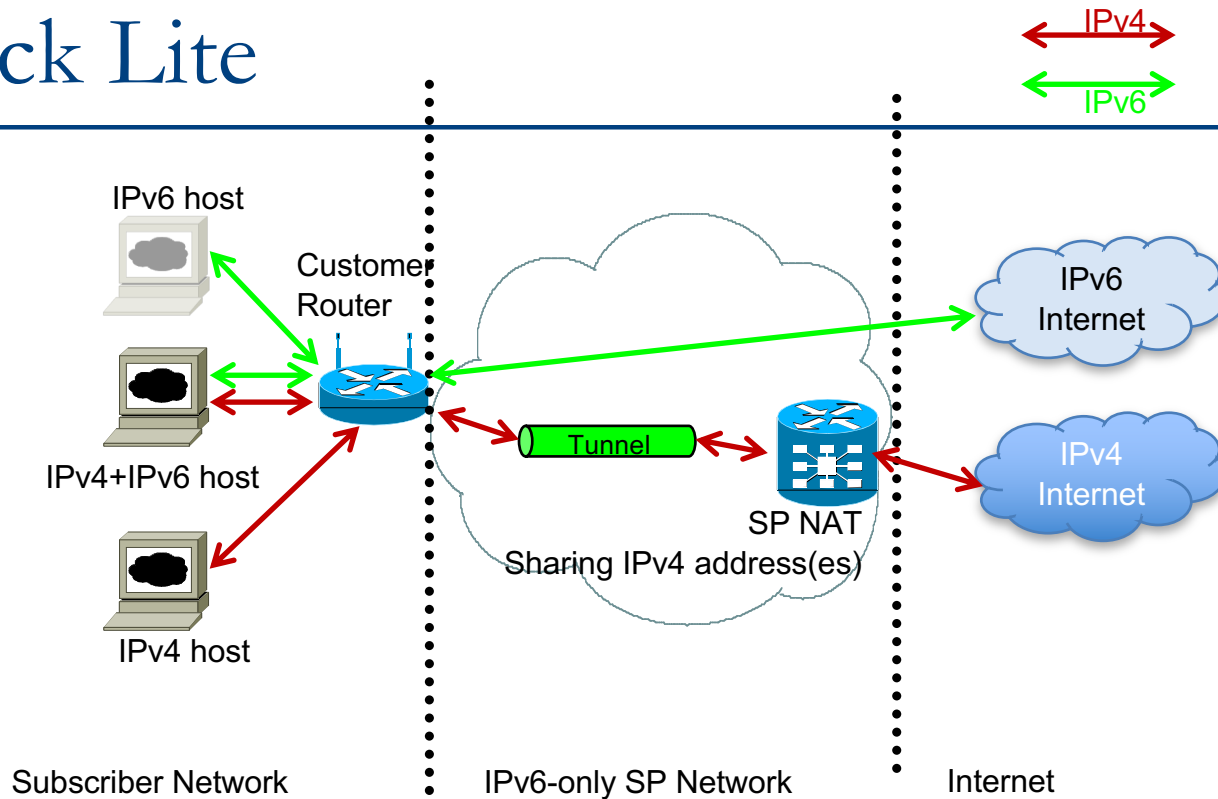 ck Lite
IPv4
IPv6
IPv6 host
Customer
Router
IPv6
Internet
Tunnel
IPv4+IPv6 host
IPv4
Internet
SP NAT
Sharing IPv4 address(es)
IPv4 host
Subscriber Network
IPv6-only SP Network
Internet